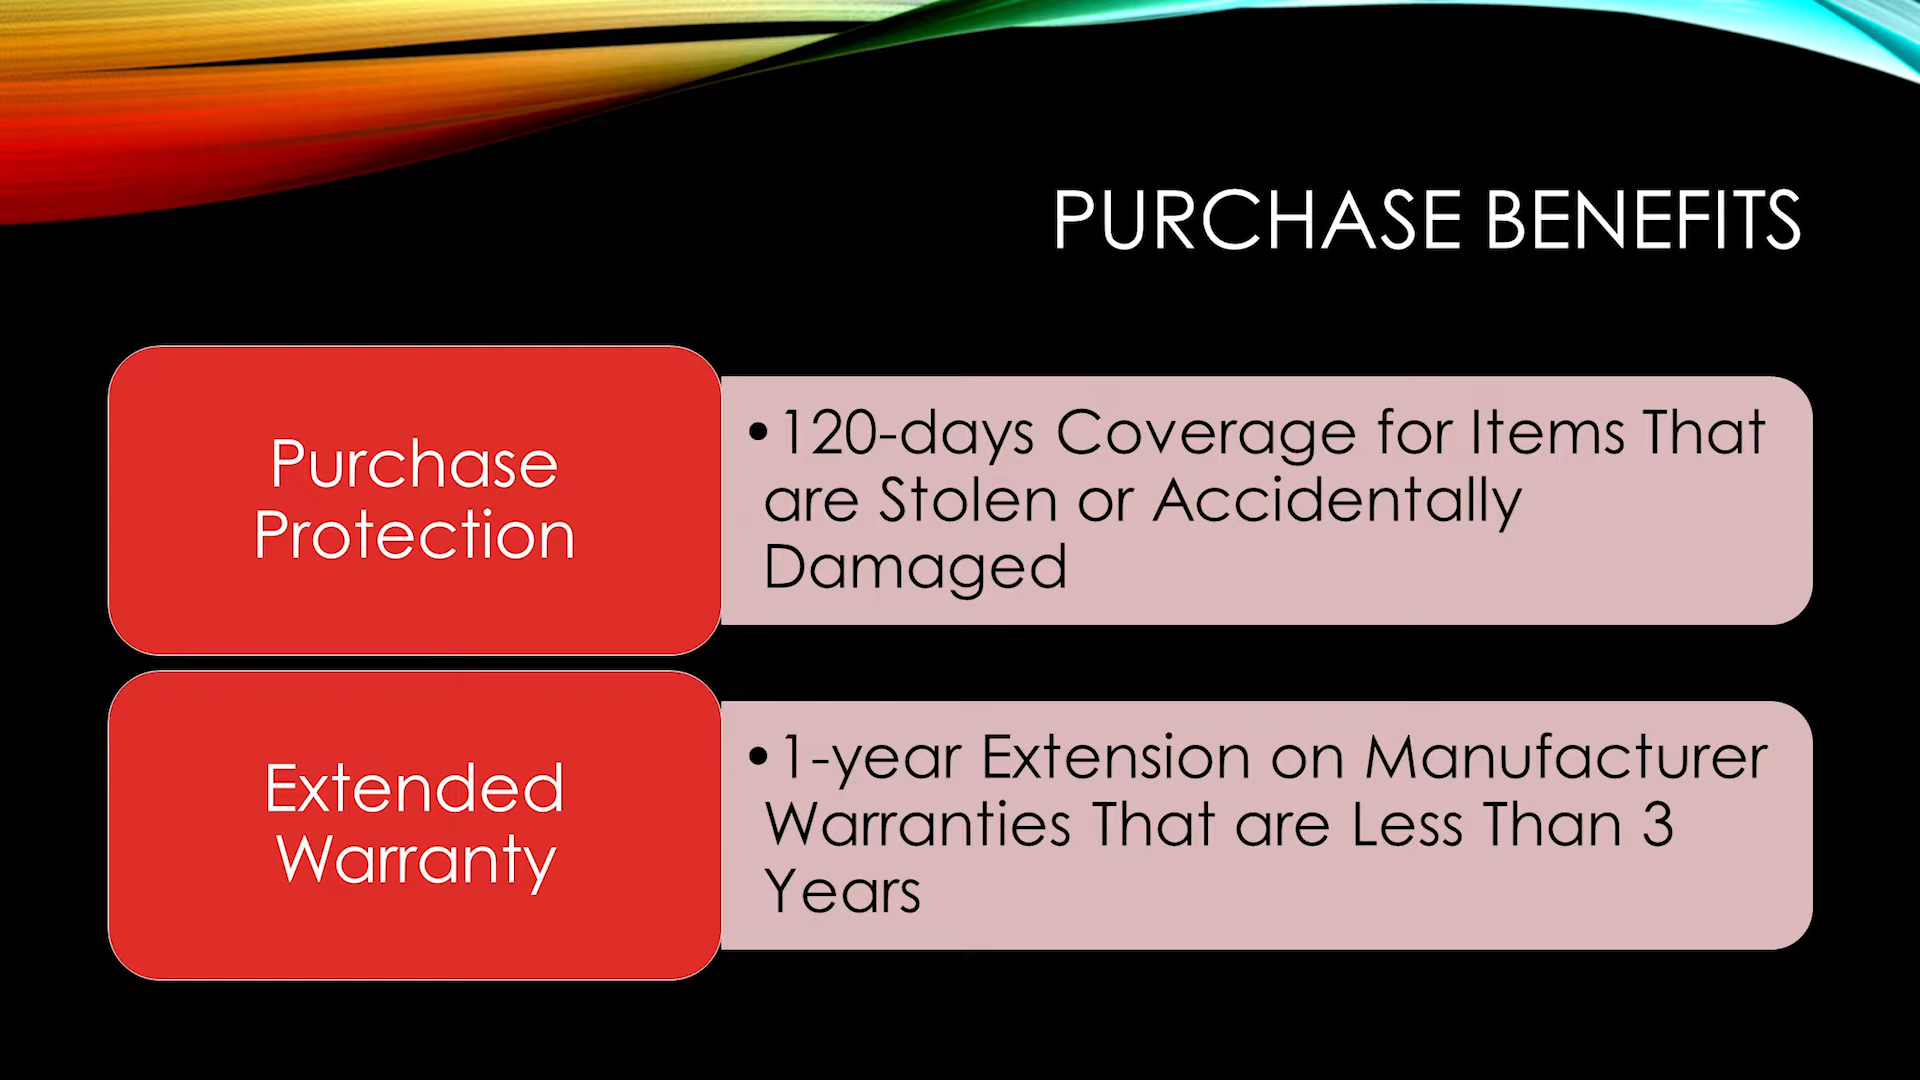 PURCHASE BENEFITS
Purchase
Protection
•120-days Coverage for Items That
are Stolen or Accidentally
Damaged
Extended
Warranty
•1-year Extension on Manufacturer
Warranties That are Less Than 3
Years